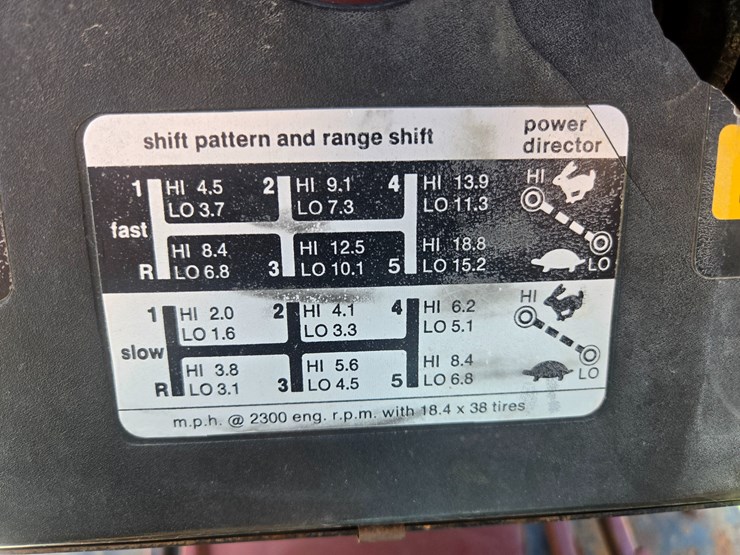 shift pattern and range shift
power
director
1 HI 4.5 2 HI 9.1 4 HI 13.9 HI
LO 3.7 LO 7.3 LO 11.3
fast
HI 8.4 HI 12.5 HI 18.8
R LO 6.8 3 LO 10.1 5 LO 15.2 LO
1 HI 2.0 2 HI 4.1 4 HI 6.2 HI
LO 1.6 LO 3.3 LO 5.1
slow
HI 3.8 HI 5.6 HI 8.4
R LO 3.1 3 LO 4.5 5 LO 6.8 LO
m.p.h. @ 2300 eng. r.p.m. with 18.4 x 38 tires